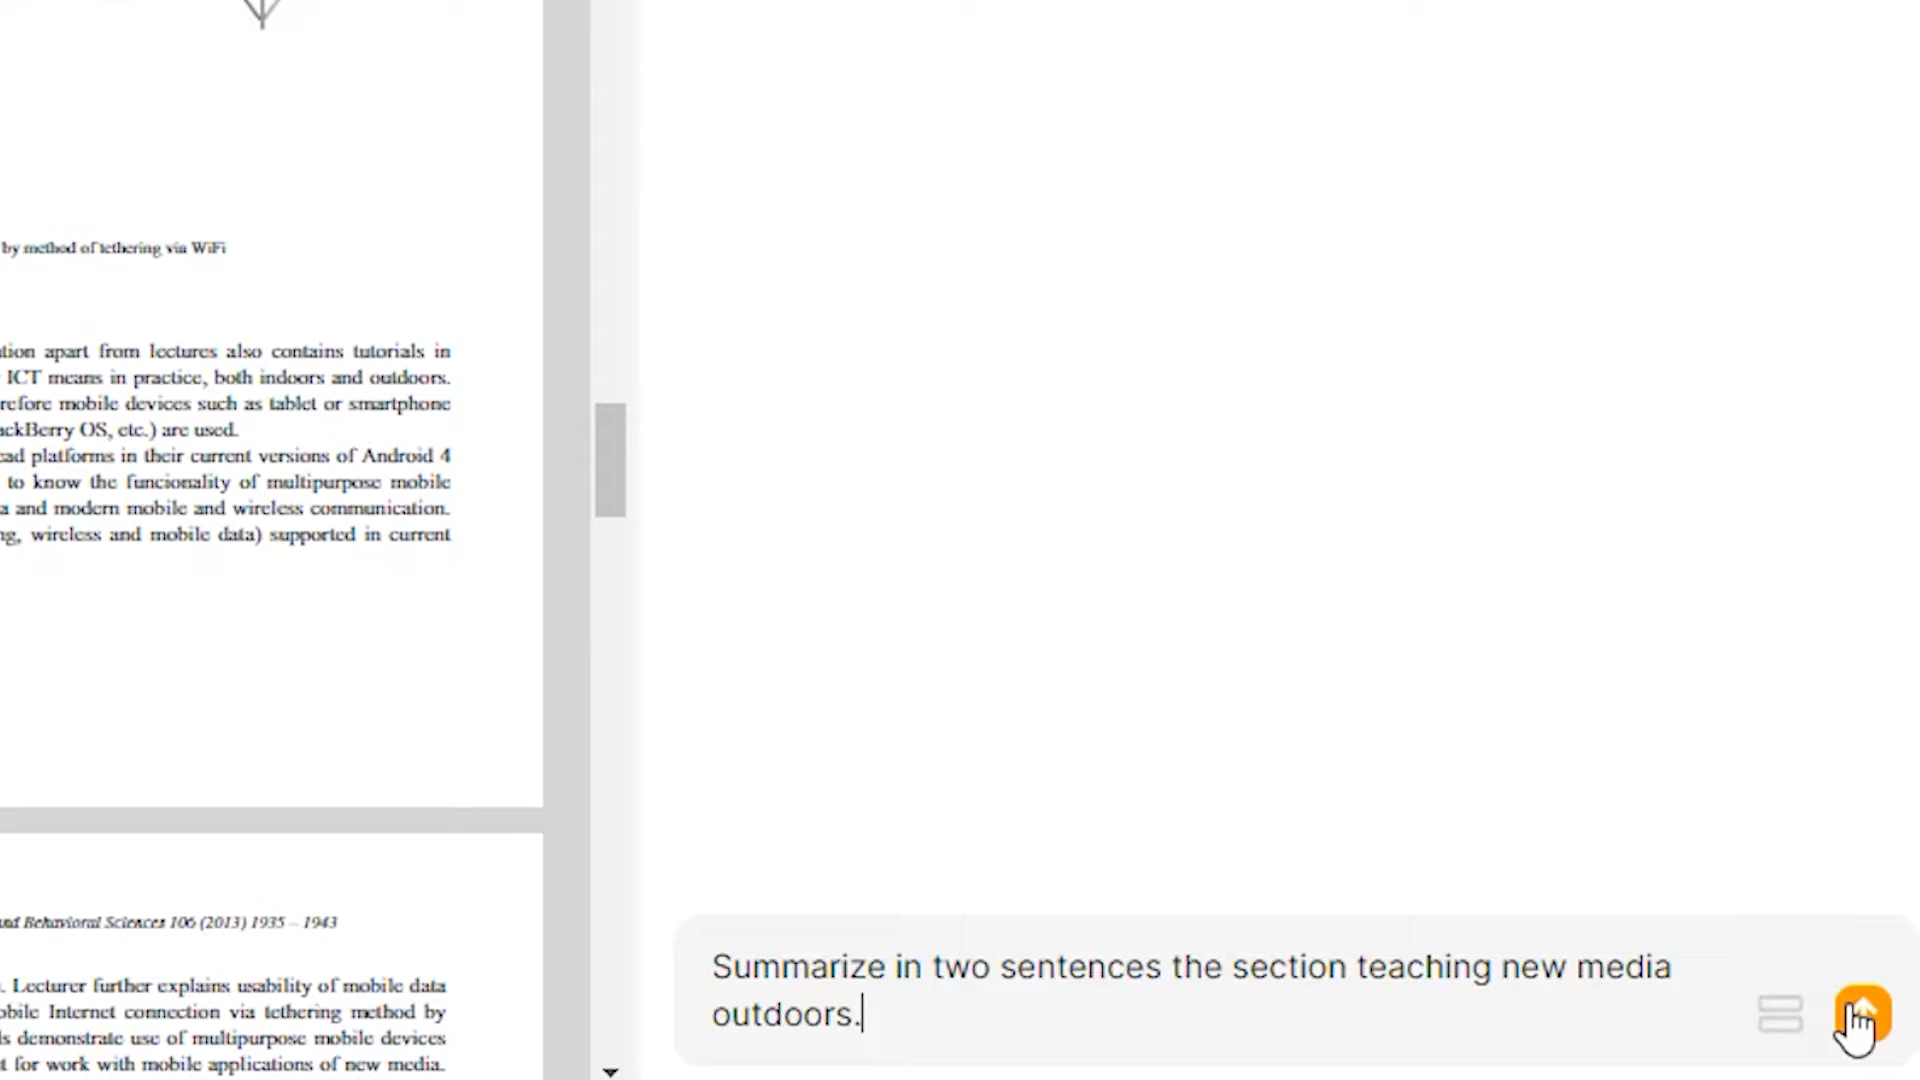 by method of tethering via WiFi
tion apart from lectures also contains tutorials in
ICT means in practice, both indoors and outdoors.
refore mobile devices such as tablet or smartphone
ackBerry OS, etc.) are used.
ead platforms in their current versions of Android 4
to know the funcionality of multipurpose mobile
a and modern mobile and wireless communication.
ng, wireless and mobile data) supported in current
nd Behavioral Sciences 106 (2013) 1935 – 1943
. Lecturer further explains usability of mobile data
obile Internet connection via tethering method by
ls demonstrate use of multipurpose mobile devices
t for work with mobile applications of new media.
Summarize in two sentences the section teaching new media
outdoors.